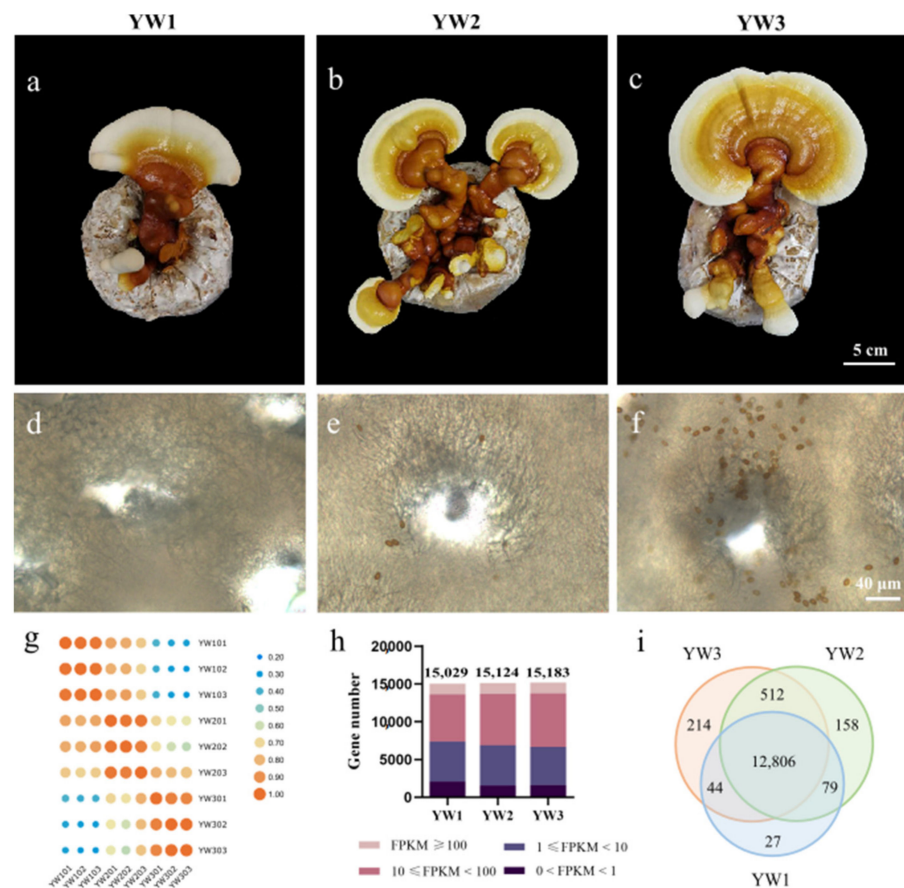 YW1 YW2 YW3
a b c
5 cm
d e f
40 μm
g
YW101
YW102
YW103
YW201
YW202
YW203
YW301
YW302
YW303
YW101 YW102 YW103 YW201 YW202 YW203 YW301 YW302 YW303
0.20
0.30
0.40
0.50
0.60
0.70
0.80
0.90
1.00
h
Gene number
20,000
15,000
10,000
5000
0
15,029 15,124 15,183
YW1 YW2 YW3
FPKM ≥100 1 ≤FPKM < 10
10 ≤FPKM < 100 0 < FPKM < 1
i
YW3 YW2
512
214 158
12,806
44 79
27
YW1